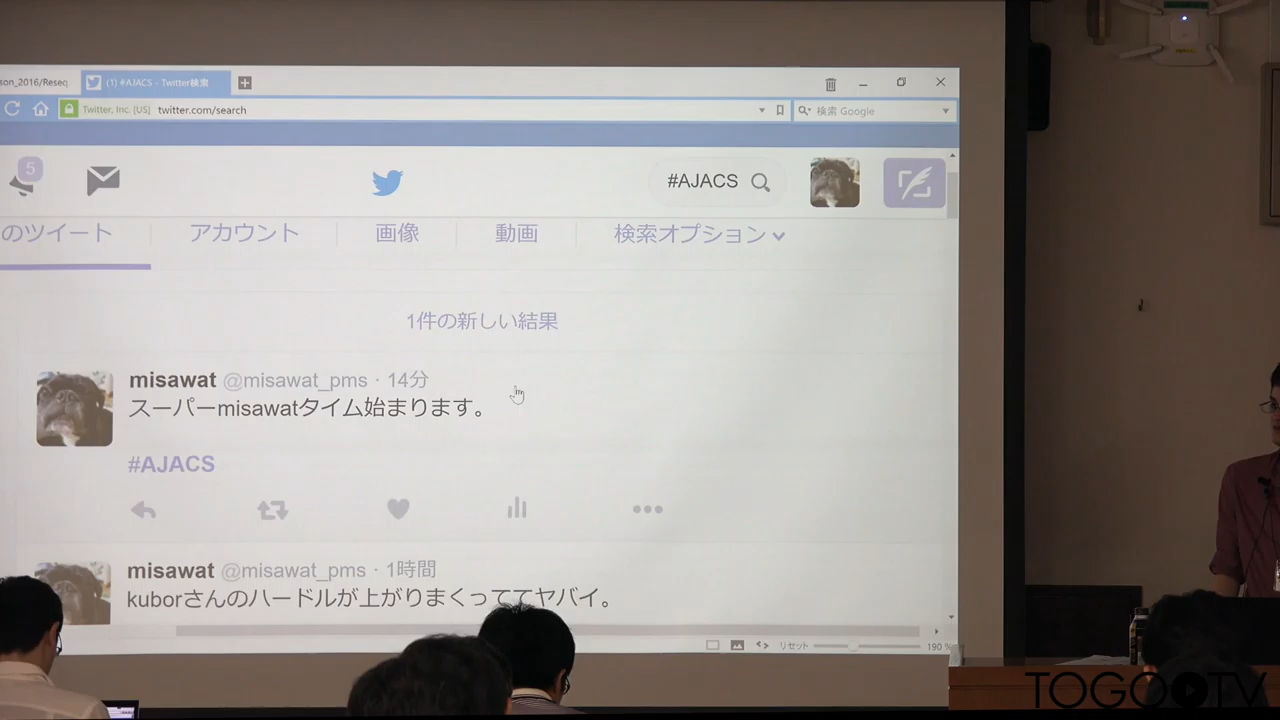 son_2016/Reseq
(1) #AJACS - Twitter検索
Twitter, Inc. [US] twitter.com/search
検索 Google
5
#AJACS
のツイート アカウント 画像 動画 検索オプション
1件の新しい結果
misawat @misawat_pms · 14分
スーパーmisawatタイム始まります。
#AJACS
misawat @misawat_pms · 1時間
kuborさんのハードルが上がりまくっててヤバイ。
リセット 190 %
TOGO TV